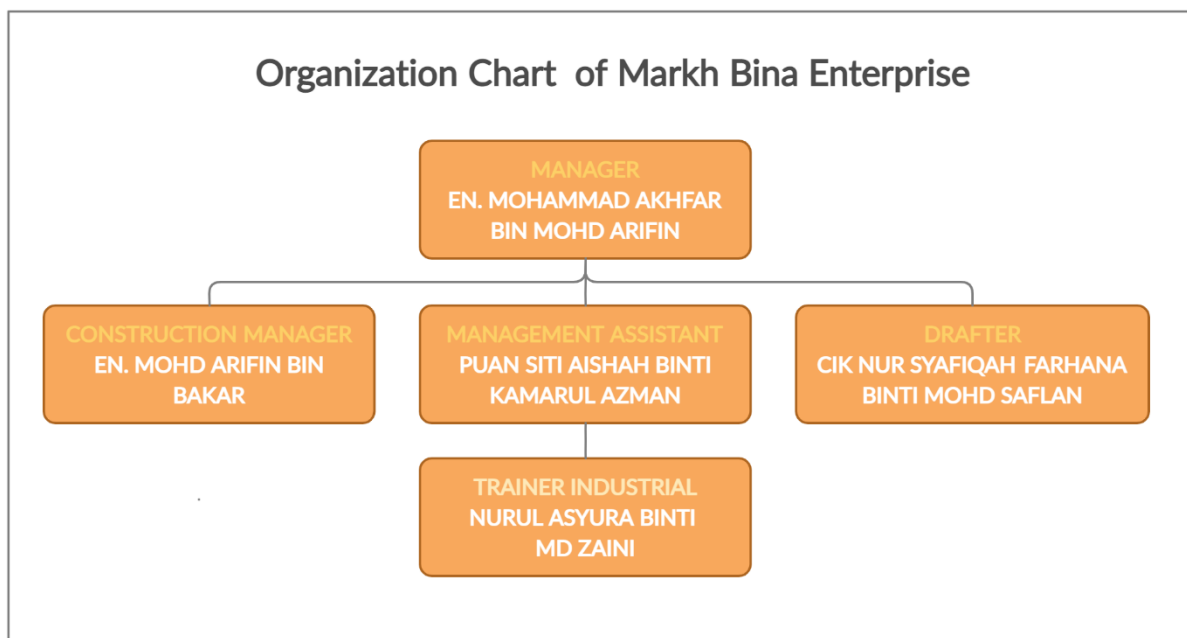 Organization Chart of Markh Bina Enterprise
MANAGER
EN. MOHAMMAD AKHFAR
BIN MOHD ARIFIN
CONSTRUCTION MANAGER
EN. MOHD ARIFIN BIN
BAKAR
MANAGEMENT ASSISTANT
PUAN SITI AISHAH BINTI
KAMARUL AZMAN
DRAFTER
CIK NUR SYAFIQAH FARHANA
BINTI MOHD SAFLAN
TRAINER INDUSTRIAL
NURUL ASYURA BINTI
MD ZAINI